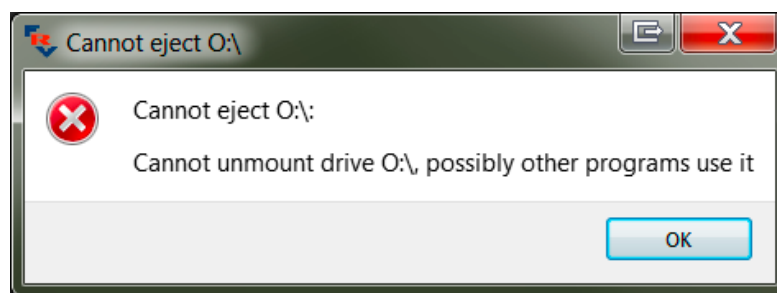 Cannot eject O:\
Cannot eject O:\:
Cannot unmount drive O:\, possibly other programs use it
OK